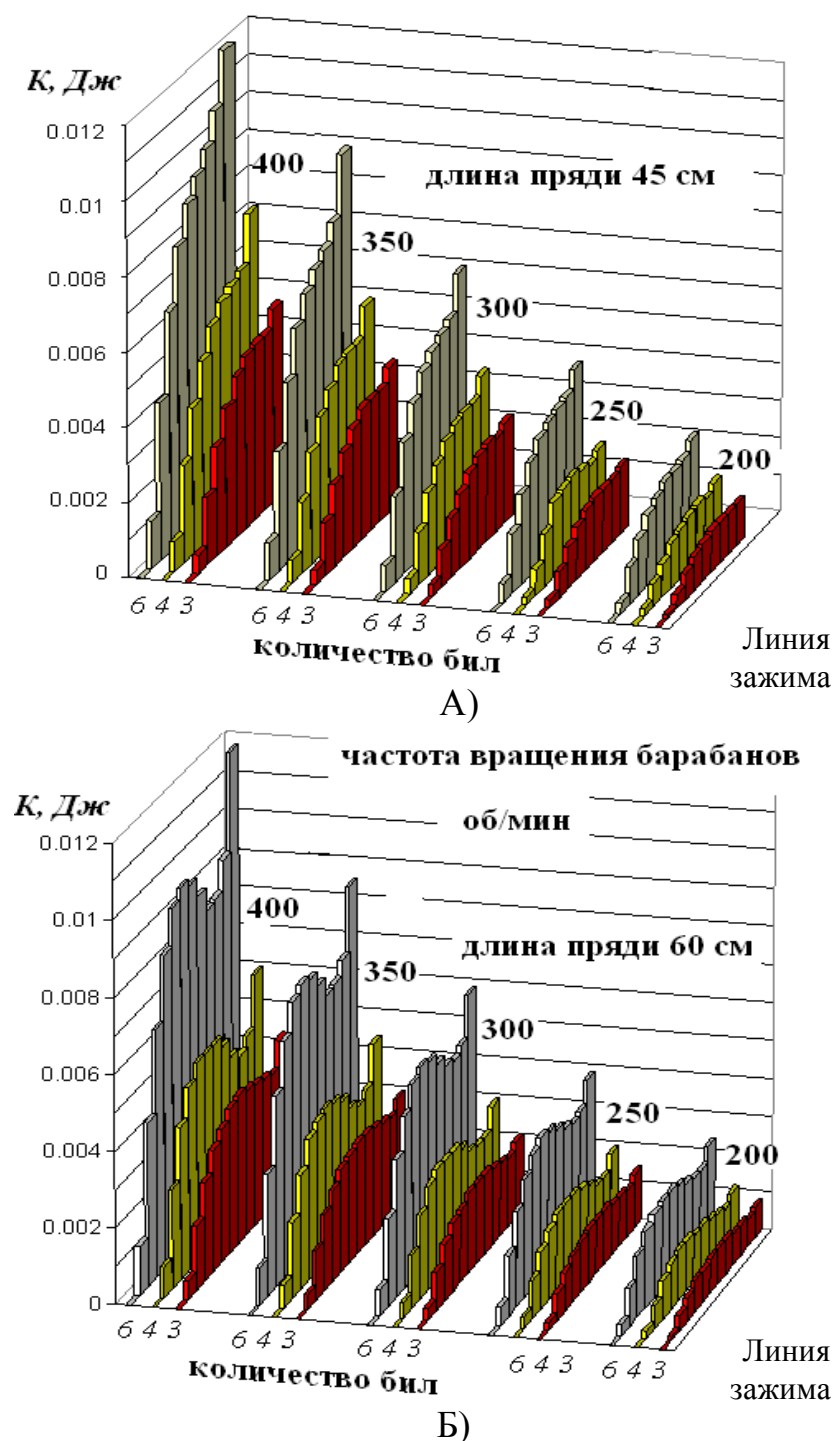 К, Дж
0.012
400
длина пряди 45 см
0.01
350
0.008
300
0.006
250
0.004
200
0.002
0
6 4 3 6 4 3 6 4 3 6 4 3 6 4 3
количество бил
Линия
зажима
А)
частота вращения барабанов
К, Дж
об/мин
0.012
0.01
400
длина пряди 60 см
350
0.008
300
0.006
250
0.004
200
0.002
0
6 4 3 6 4 3 6 4 3 6 4 3 6 4 3
количество бил
Линия
зажима
Б)